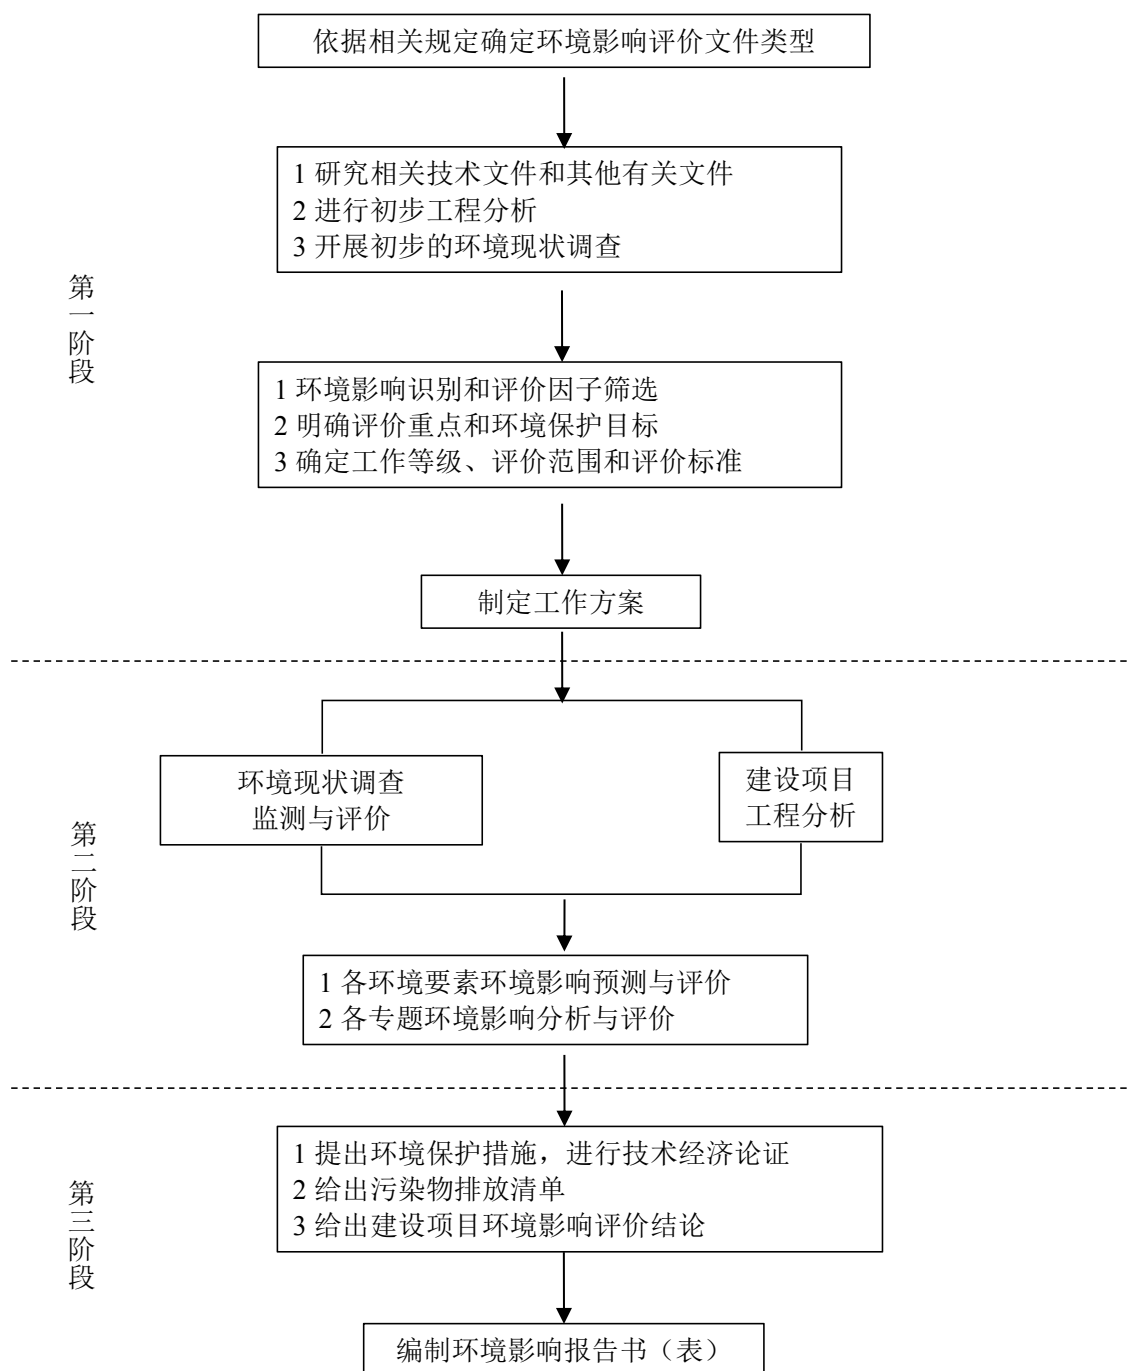 依据相关规定确定环境影响评价文件类型
1 研究相关技术文件和其他有关文件
2 进行初步工程分析
3 开展初步的环境现状调查
第一阶段
1 环境影响识别和评价因子筛选
2 明确评价重点和环境保护目标
3 确定工作等级、评价范围和评价标准
制定工作方案
环境现状调查
监测与评价
建设项目
工程分析
第二阶段
1 各环境要素环境影响预测与评价
2 各专题环境影响分析与评价
1 提出环境保护措施，进行技术经济论证
2 给出污染物排放清单
3 给出建设项目环境影响评价结论
第三阶段
编制环境影响报告书（表）